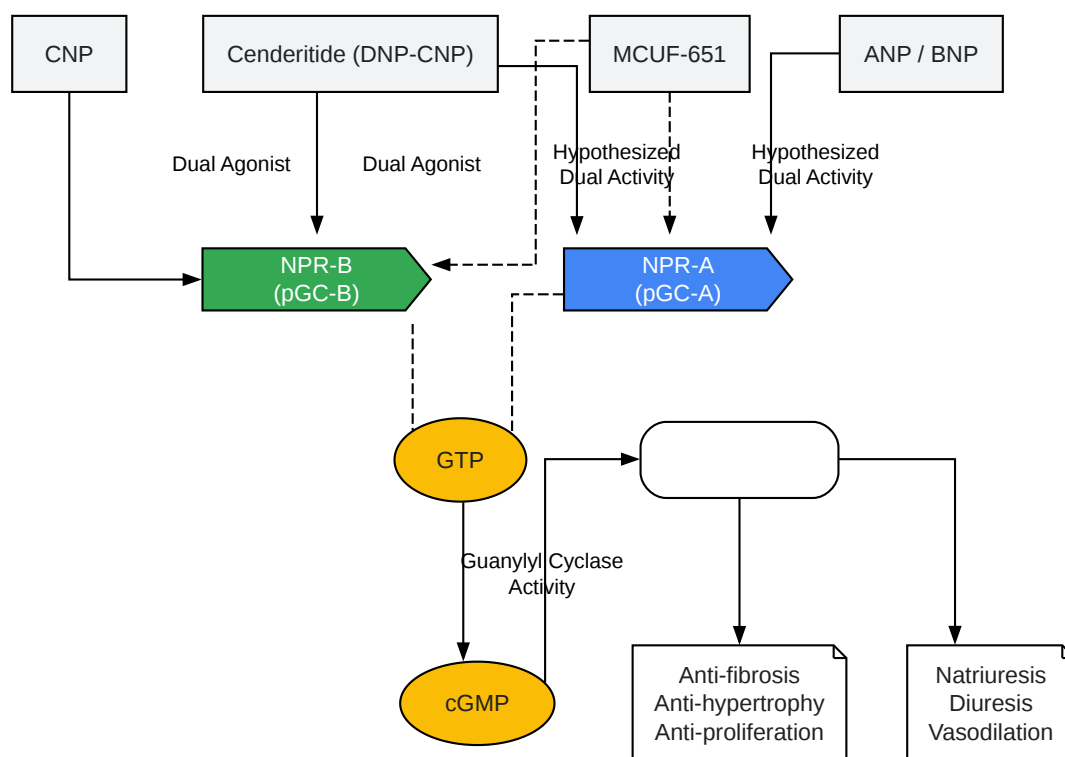 CNP
Cenderitide (DNP-CNP)
MCUF-651
ANP / BNP
Dual Agonist
Dual Agonist
Hypothesized
Dual Activity
Hypothesized
Dual Activity
NPR-B
(pGC-B)
NPR-A
(pGC-A)
GTP
Guanylyl Cyclase
Activity
cGMP
Anti-fibrosis
Anti-hypertrophy
Anti-proliferation
Natriuresis
Diuresis
Vasodilation